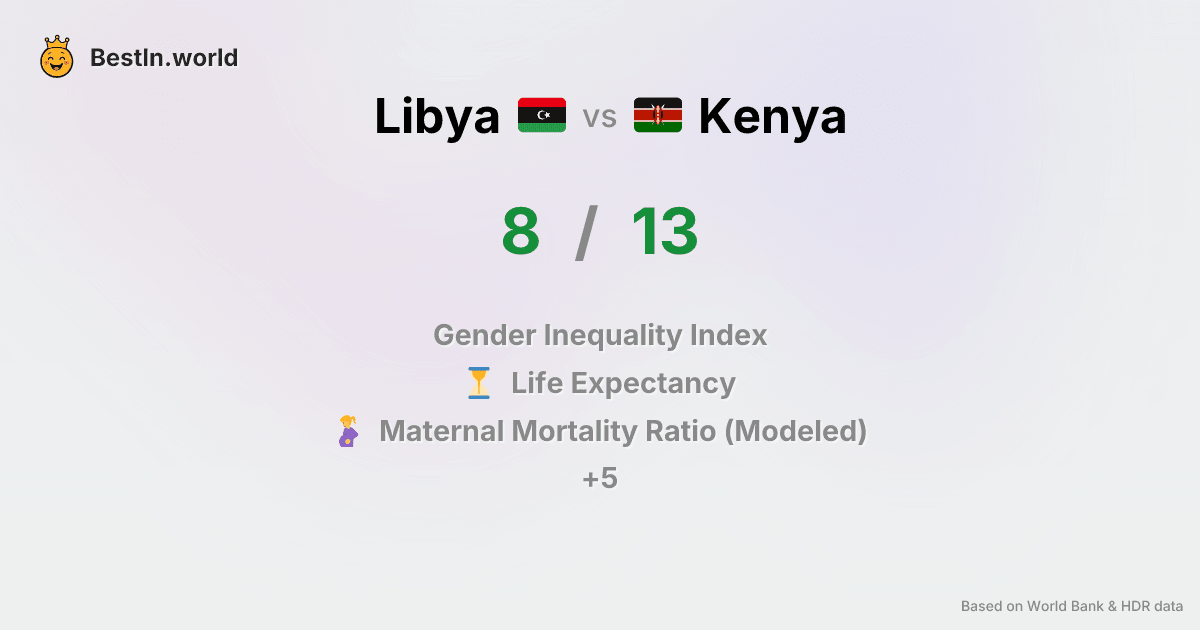 BestIn.world
Libya vs Kenya
8 / 13
Gender Inequality Index
Life Expectancy
Maternal Mortality Ratio (Modeled)
+5
Based on World Bank & HDR data